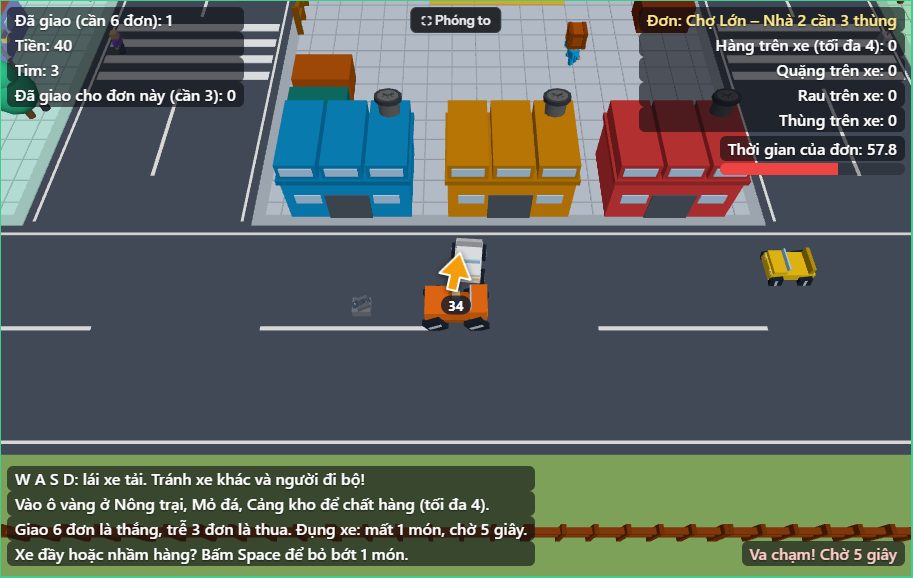 Đã giao (cần 6 đơn): 1
Tiền: 40
Tim: 3
Đã giao cho đơn này (cần 3): 0
Phóng to
Đơn: Chợ Lớn – Nhà 2 cần 3 thùng
Hàng trên xe (tối đa 4): 0
Quặng trên xe: 0
Rau trên xe: 0
Thùng trên xe: 0
Thời gian của đơn: 57.8
34
W A S D: lái xe tải. Tránh xe khác và người đi bộ!
Vào ô vàng ở Nông trại, Mỏ đá, Cảng kho để chất hàng (tối đa 4).
Giao 6 đơn là thắng, trễ 3 đơn là thua. Đụng xe: mất 1 món, chờ 5 giây.
Xe đầy hoặc nhầm hàng? Bấm Space để bỏ bớt 1 món.
Va chạm! Chờ 5 giây